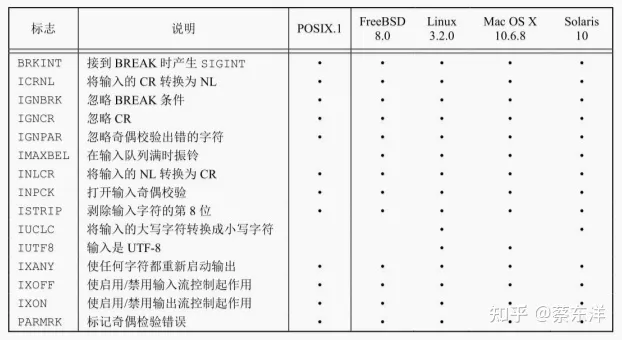 标志 说明 POSIX.1 FreeBSD 8.0 Linux 3.2.0 Mac OS X 10.6.8 Solaris 10
BRKINT 接到 BREAK 时产生 SIGINT • • • • •
ICRNL 将输入的 CR 转换为 NL • • • • •
IGNBRK 忽略 BREAK 条件 • • • • •
IGNCR 忽略 CR • • • • •
IGNPAR 忽略奇偶校验出错的字符 • • • • •
IMAXBEL 在输入队列满时振铃 • • • •
INLCR 将输入的 NL 转换为 CR • • • • •
INPCK 打开输入奇偶校验 • • • • •
ISTRIP 剥除输入字符的第 8 位 • • • • •
IUCLC 将输入的大写字符转换成小写字符 • •
IUTF8 输入是 UTF-8 • •
IXANY 使任何字符都重新启动输出 • • • • •
IXOFF 使启用/禁用输入流控制起作用 • • • • •
IXON 使启用/禁用输出流控制起作用 • • • • •
PARMRK 标记奇偶检验错误 • • • • •
知乎 @蔡东洋